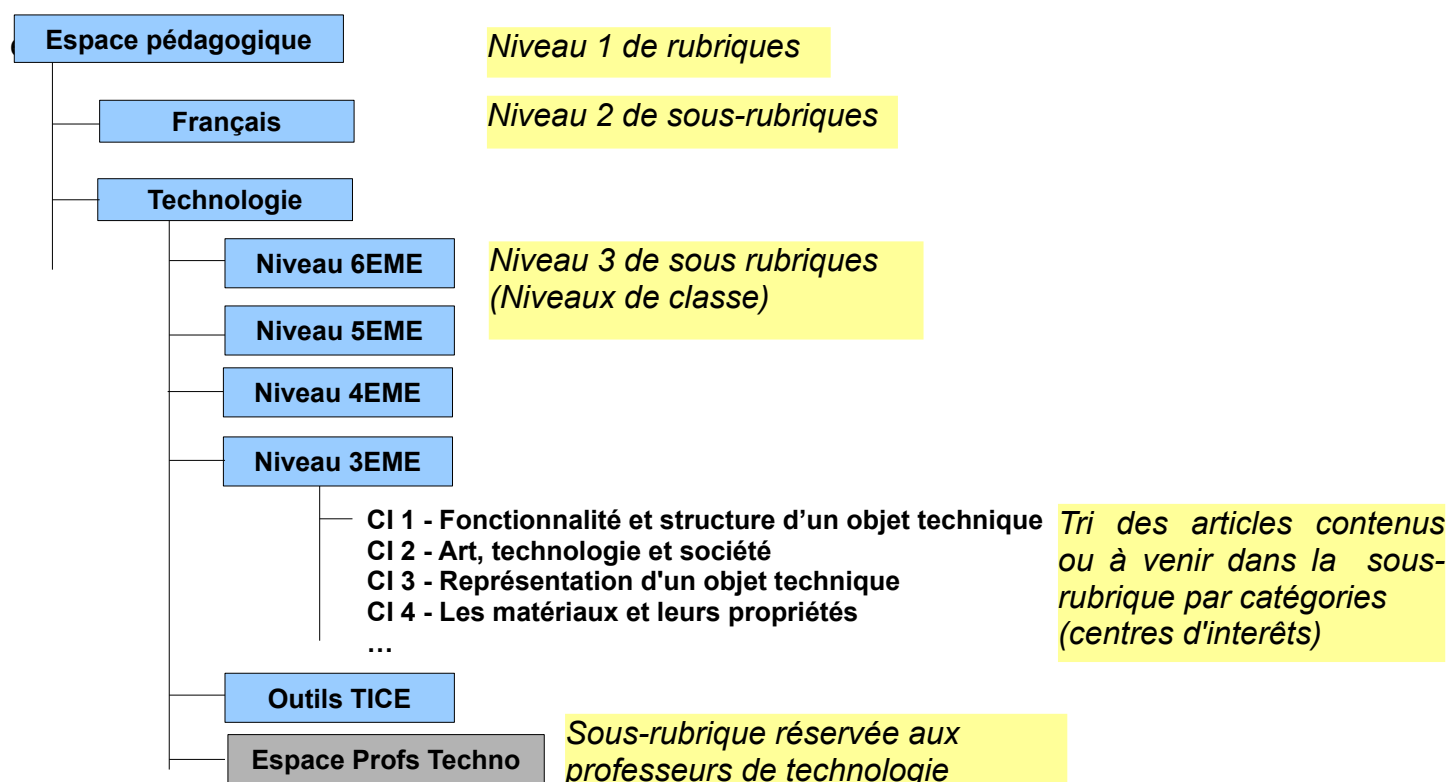 Espace pédagogique
Niveau 1 de rubriques
Français
Niveau 2 de sous-rubriques
Technologie
Niveau 6EME
Niveau 3 de sous rubriques
(Niveaux de classe)
Niveau 5EME
Niveau 4EME
Niveau 3EME
CI 1 - Fonctionnalité et structure d’un objet technique
CI 2 - Art, technologie et société
CI 3 - Représentation d'un objet technique
CI 4 - Les matériaux et leurs propriétés
…
Tri des articles contenus
ou à venir dans la sous-
rubrique par catégories
(centres d'interêts)
Outils TICE
Espace Profs Techno
Sous-rubrique réservée aux
professeurs de technologie